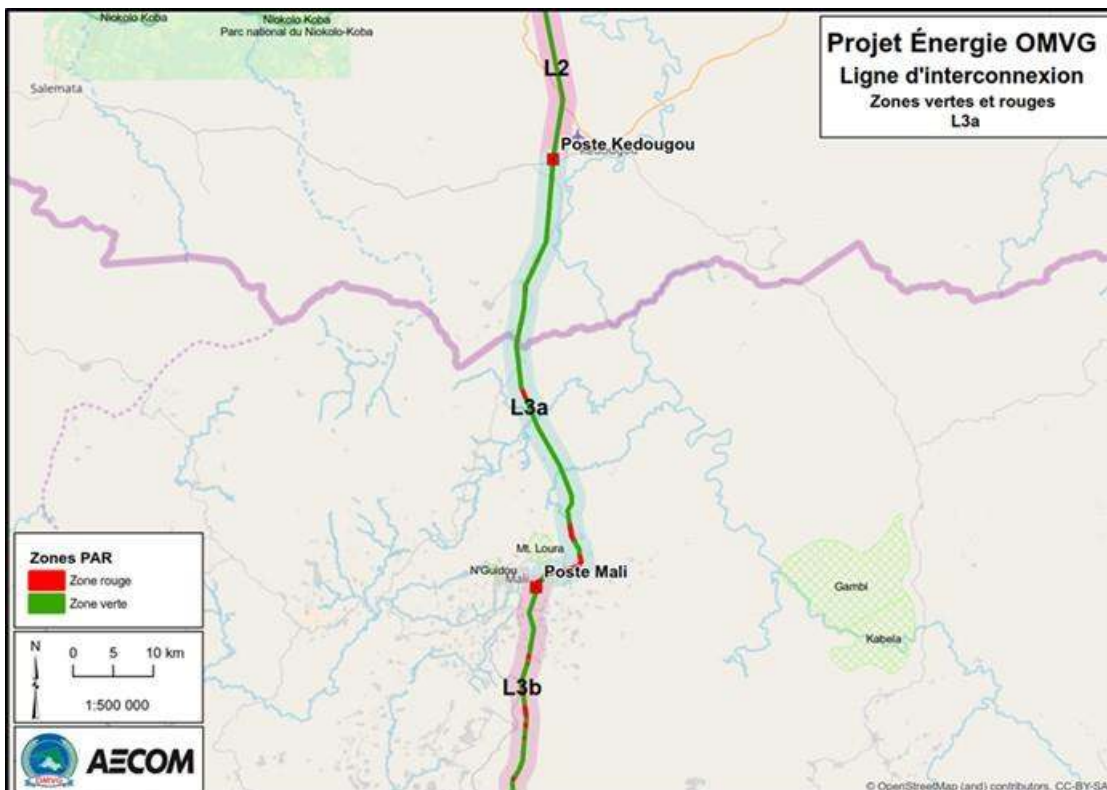 Niokolo Koba
Niokolo Koba
Parc national du Niokolo-Koba
Salemata
L2
Projet Énergie OMVG
Ligne d'interconnexion
Zones vertes et rouges
L3a
Poste Kedougou
L3a
Mt. Loura
N'Guidou
Mali
Poste Mali
Gambi
Kabela
L3b
Zones PAR
Zone rouge
Zone verte
N
0 5 10 km
1:500 000
OMVG
AECOM
© OpenStreetMap (and) contributors, CC-BY-SA